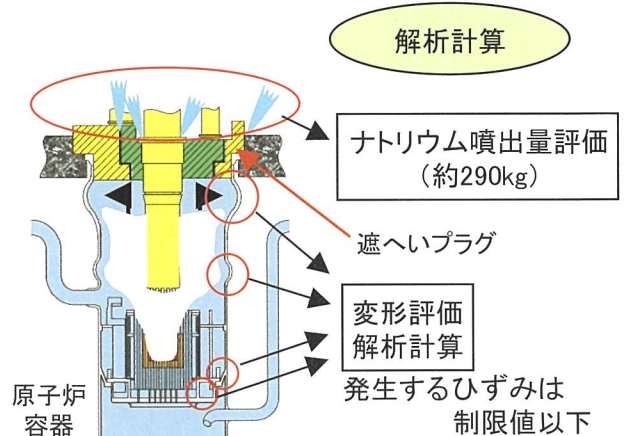 解析計算
ナトリウム噴出量評価
(約290kg)
遮へいプラグ
変形評価
解析計算
発生するひずみは
制限値以下
原子炉
容器